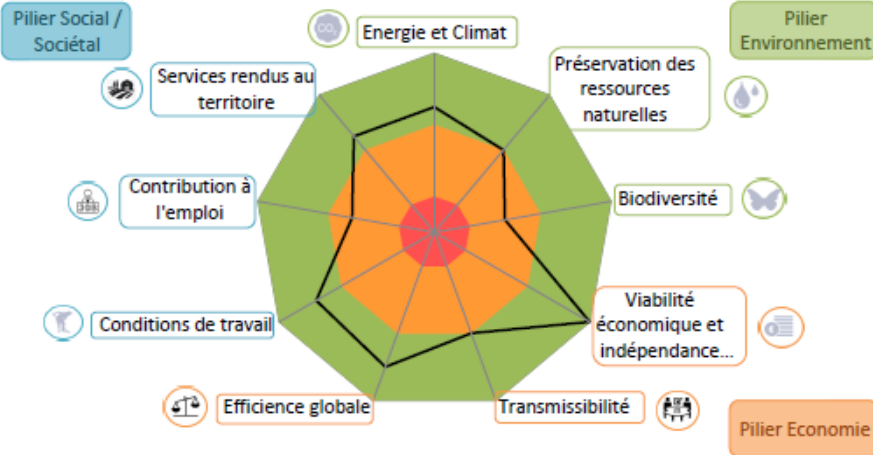 Pilier Social /
Sociétal
Energie et Climat
Pilier
Environnement
Services rendus au
territoire
Préservation des
ressources
naturelles
Contribution à
l'emploi
Biodiversité
Conditions de travail
Viabilité
économique et
indépendance...
Efficience globale
Transmissibilité
Pilier Economie